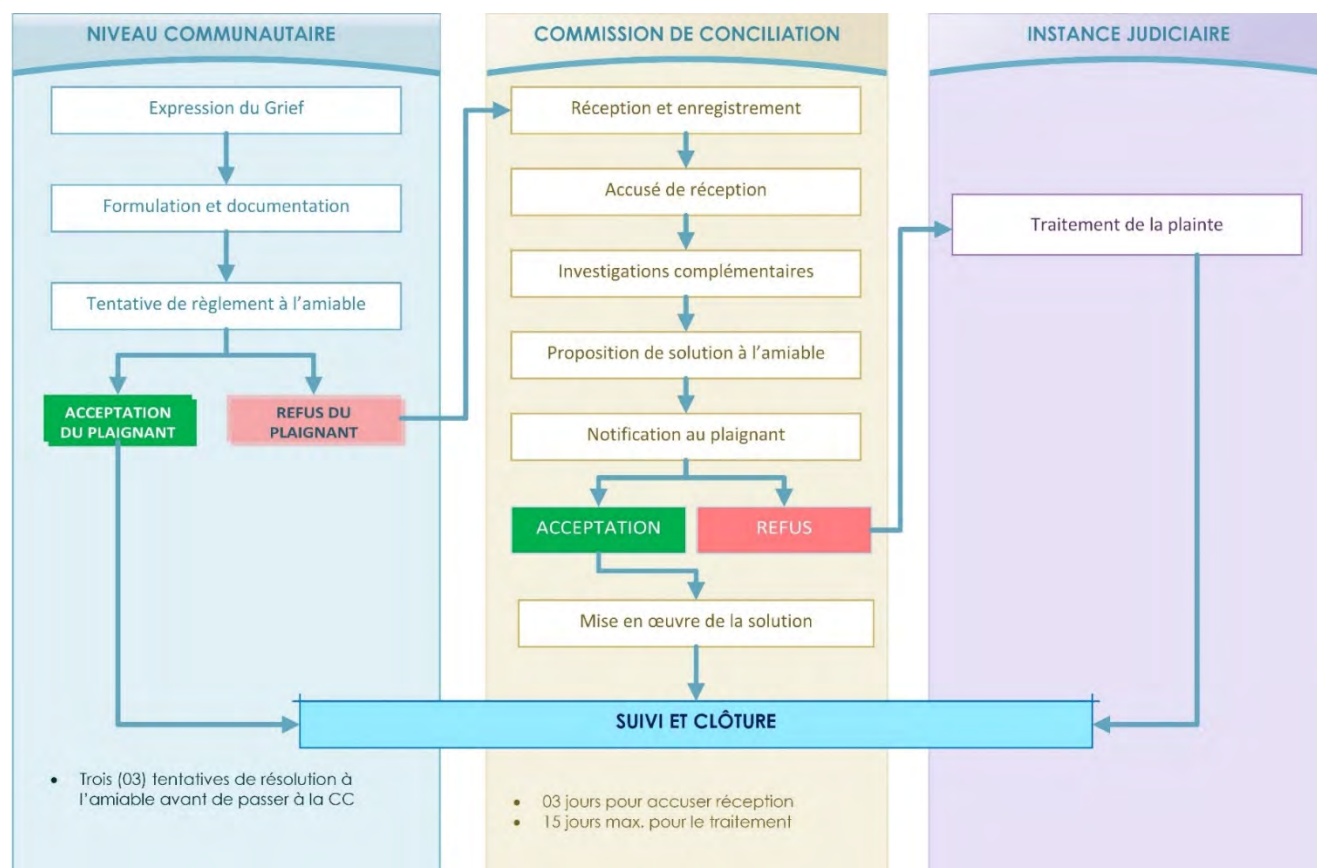 NIVEAU COMMUNAUTAIRE
Expression du Grief
Formulation et documentation
Tentative de règlement à l'amiable
ACCEPTATION
DU PLAIGNANT
REFUS DU
PLAIGNANT
• Trois (03) tentatives de résolution à
l'amiable avant de passer à la CC
COMMISSION DE CONCILIATION
Réception et enregistrement
Accusé de réception
Investigations complémentaires
Proposition de solution à l'amiable
Notification au plaignant
ACCEPTATION
REFUS
Mise en œuvre de la solution
SUIVI ET CLÔTURE
• 03 jours pour accuser réception
• 15 jours max. pour le traitement
INSTANCE JUDICIAIRE
Traitement de la plainte